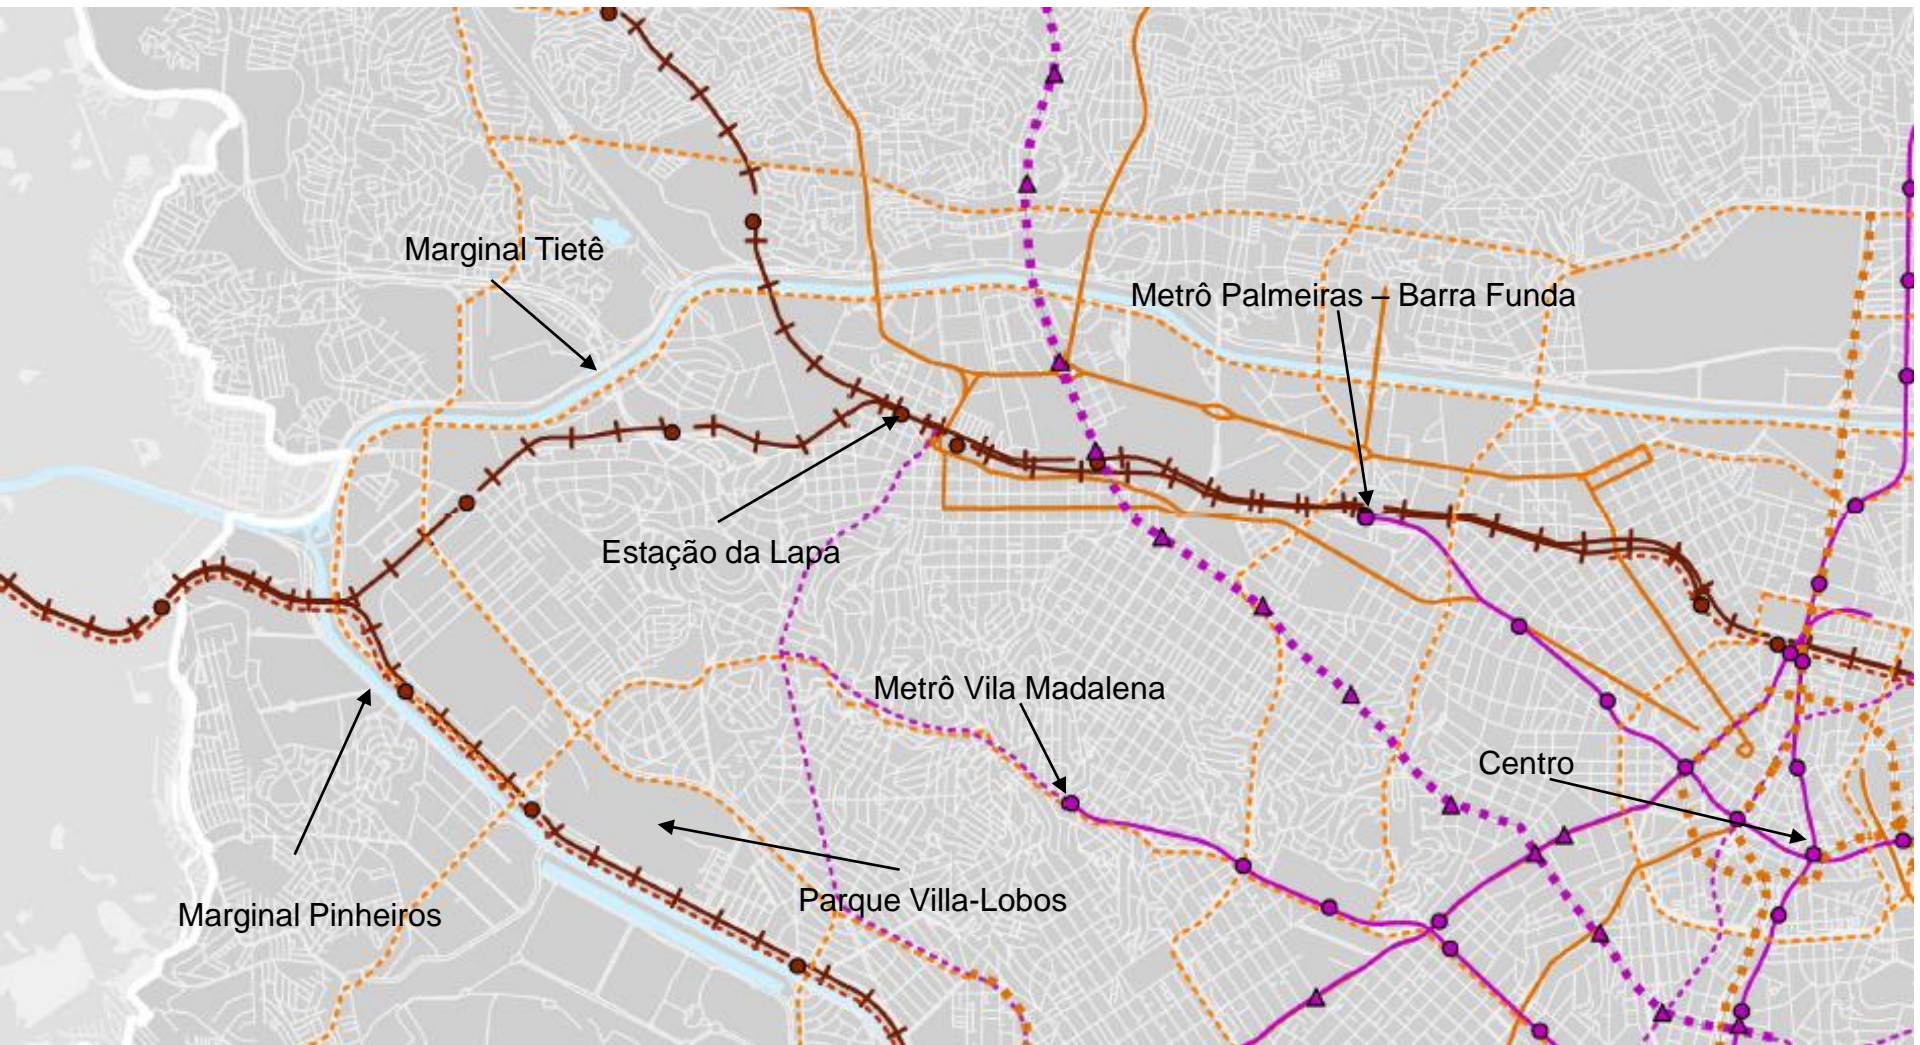 Marginal Tietê
Metrô Palmeiras – Barra Funda
Estação da Lapa
Metrô Vila Madalena
Centro
Parque Villa-Lobos
Marginal Pinheiros